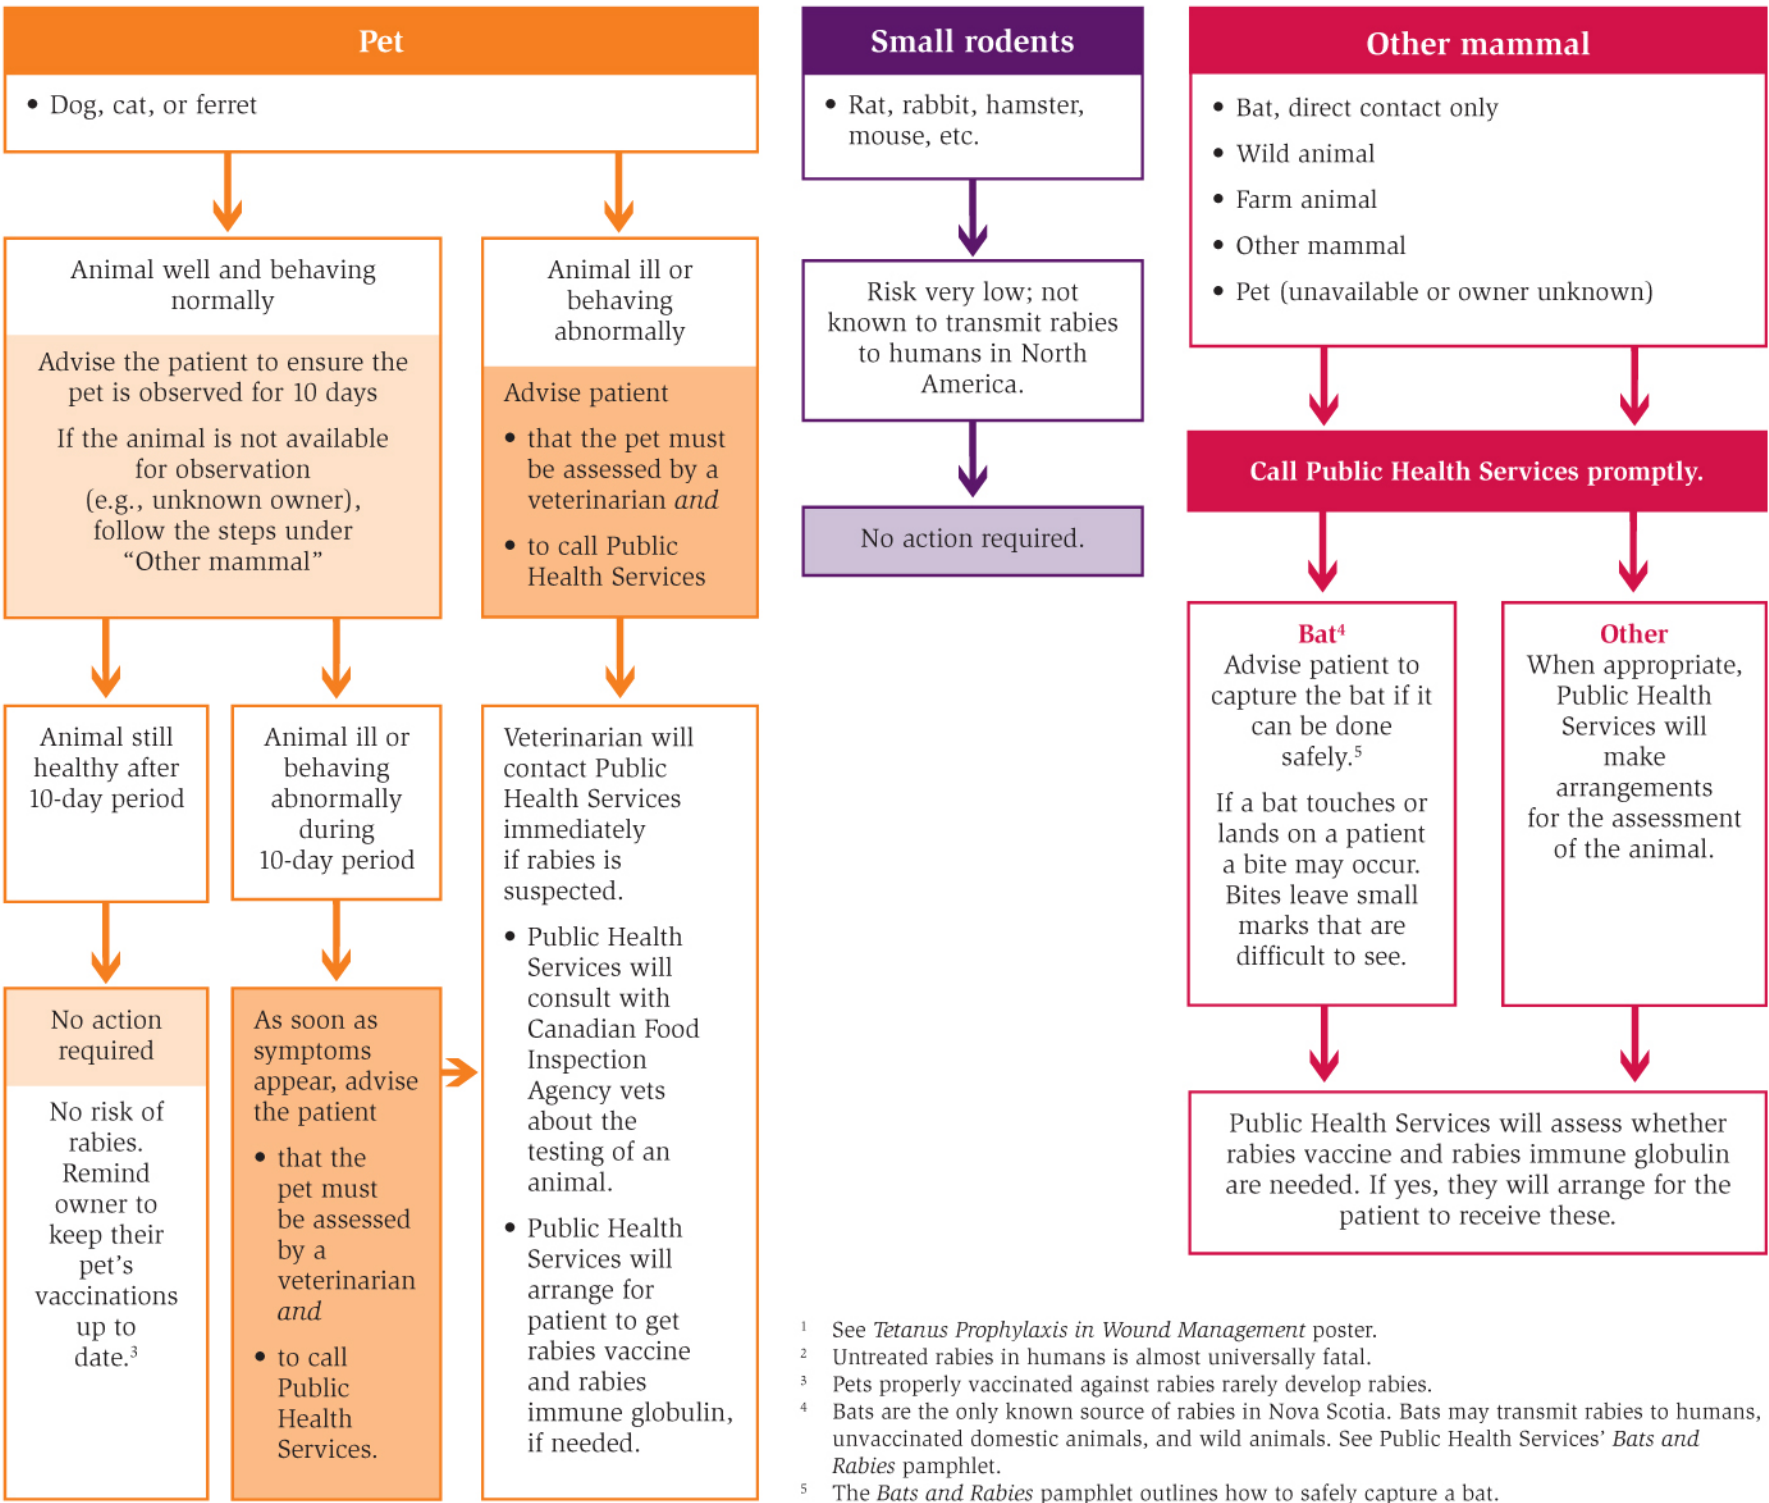 Pet
• Dog, cat, or ferret
Animal well and behaving
normally
Advise the patient to ensure the
pet is observed for 10 days
If the animal is not available
for observation
(e.g., unknown owner),
follow the steps under
“Other mammal”
Animal still
healthy after
10-day period
No action
required
No risk of
rabies.
Remind
owner to
keep their
pet’s
vaccinations
up to
date.³
Animal ill or
behaving
abnormally
during
10-day period
As soon as
symptoms
appear, advise
the patient
• that the
pet must
be assessed
by a
veterinarian
and
• to call
Public
Health
Services.
Animal ill or
behaving
abnormally
Advise patient
• that the pet must
be assessed by a
veterinarian and
• to call Public
Health Services
Veterinarian will
contact Public
Health Services
immediately
if rabies is
suspected.
• Public Health
Services will
consult with
Canadian Food
Inspection
Agency vets
about the
testing of an
animal.
• Public Health
Services will
arrange for
patient to get
rabies vaccine
and rabies
immune globulin,
if needed.
Small rodents
• Rat, rabbit, hamster,
mouse, etc.
Risk very low; not
known to transmit rabies
to humans in North
America.
No action required.
Other mammal
• Bat, direct contact only
• Wild animal
• Farm animal
• Other mammal
• Pet (unavailable or owner unknown)
Call Public Health Services promptly.
Bat⁴
Advise patient to
capture the bat if it
can be done
safely.⁵
If a bat touches or
lands on a patient
a bite may occur.
Bites leave small
marks that are
difficult to see.
Other
When appropriate,
Public Health
Services will
make
arrangements
for the assessment
of the animal.
Public Health Services will assess whether
rabies vaccine and rabies immune globulin
are needed. If yes, they will arrange for the
patient to receive these.
¹ See Tetanus Prophylaxis in Wound Management poster.
² Untreated rabies in humans is almost universally fatal.
³ Pets properly vaccinated against rabies rarely develop rabies.
⁴ Bats are the only known source of rabies in Nova Scotia. Bats may transmit rabies to humans,
unvaccinated domestic animals, and wild animals. See Public Health Services’ Bats and
Rabies pamphlet.
⁵ The Bats and Rabies pamphlet outlines how to safely capture a bat.